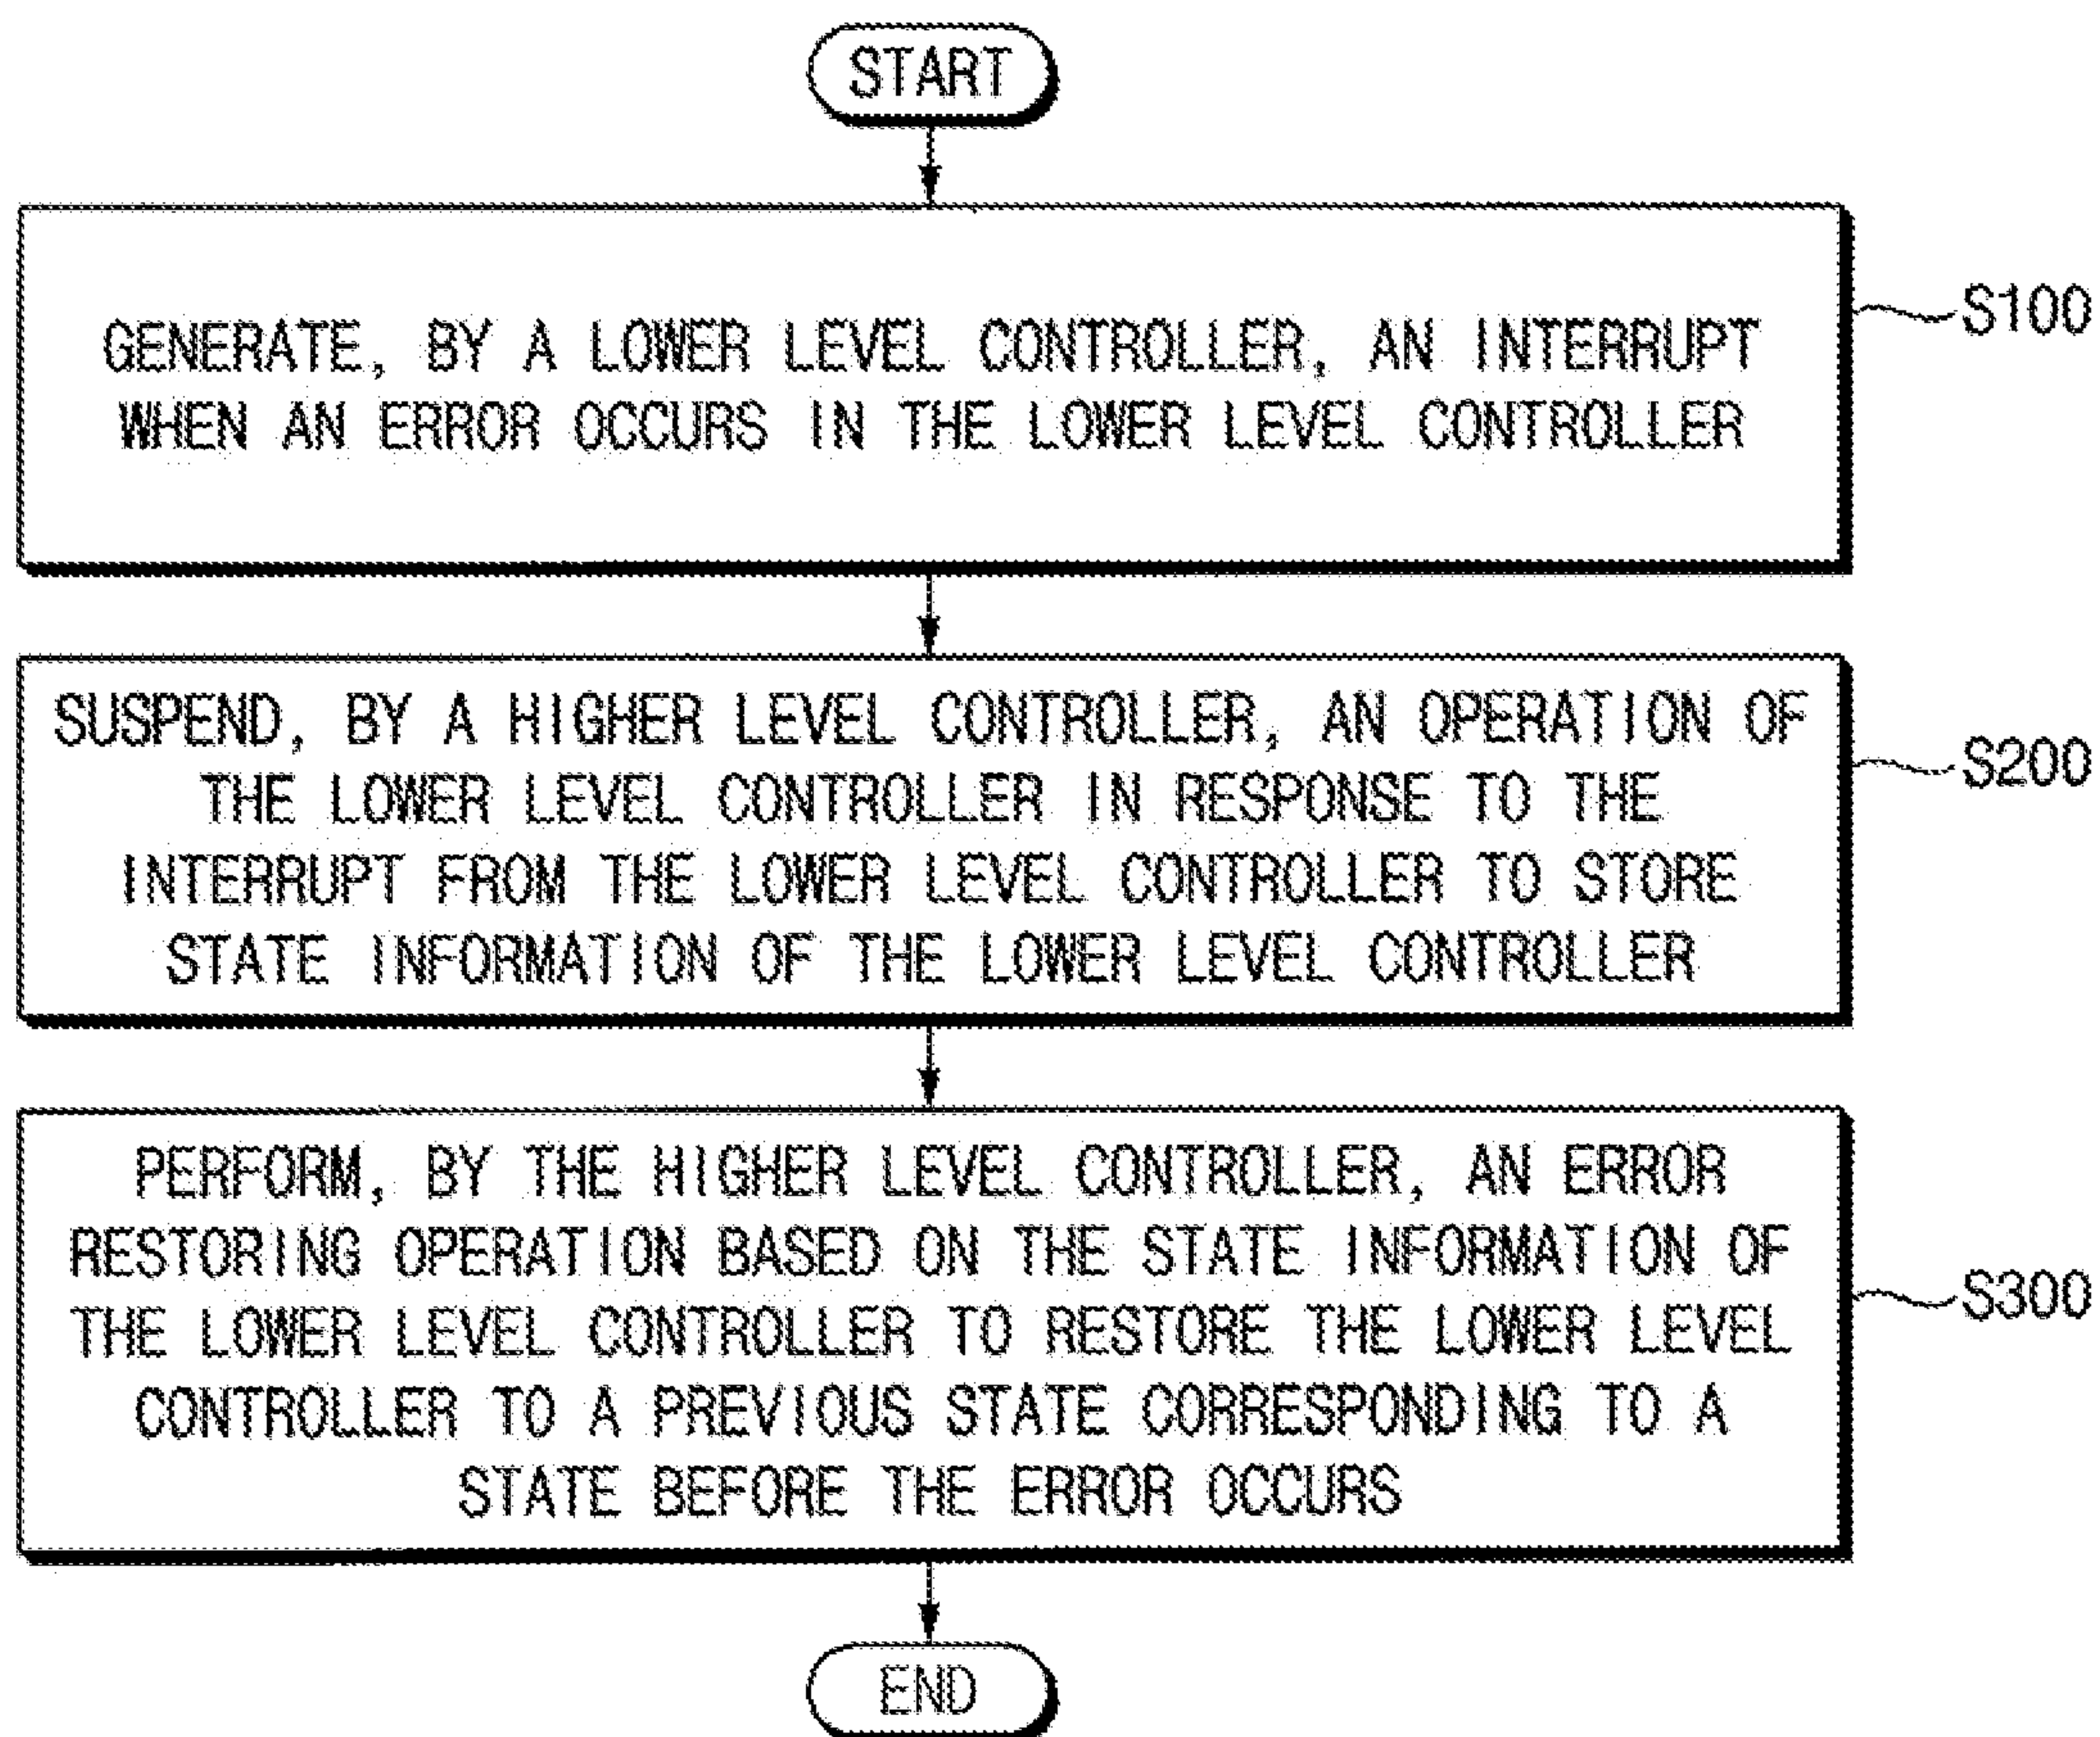 START
GENERATE, BY A LOWER LEVEL CONTROLLER, AN INTERRUPT
WHEN AN ERROR OCCURS IN THE LOWER LEVEL CONTROLLER
S100
SUSPEND, BY A HIGHER LEVEL CONTROLLER, AN OPERATION OF
THE LOWER LEVEL CONTROLLER IN RESPONSE TO THE
INTERRUPT FROM THE LOWER LEVEL CONTROLLER TO STORE
STATE INFORMATION OF THE LOWER LEVEL CONTROLLER
S200
PERFORM, BY THE HIGHER LEVEL CONTROLLER, AN ERROR
RESTORING OPERATION BASED ON THE STATE INFORMATION OF
THE LOWER LEVEL CONTROLLER TO RESTORE THE LOWER LEVEL
CONTROLLER TO A PREVIOUS STATE CORRESPONDING TO A
STATE BEFORE THE ERROR OCCURS
S300
END